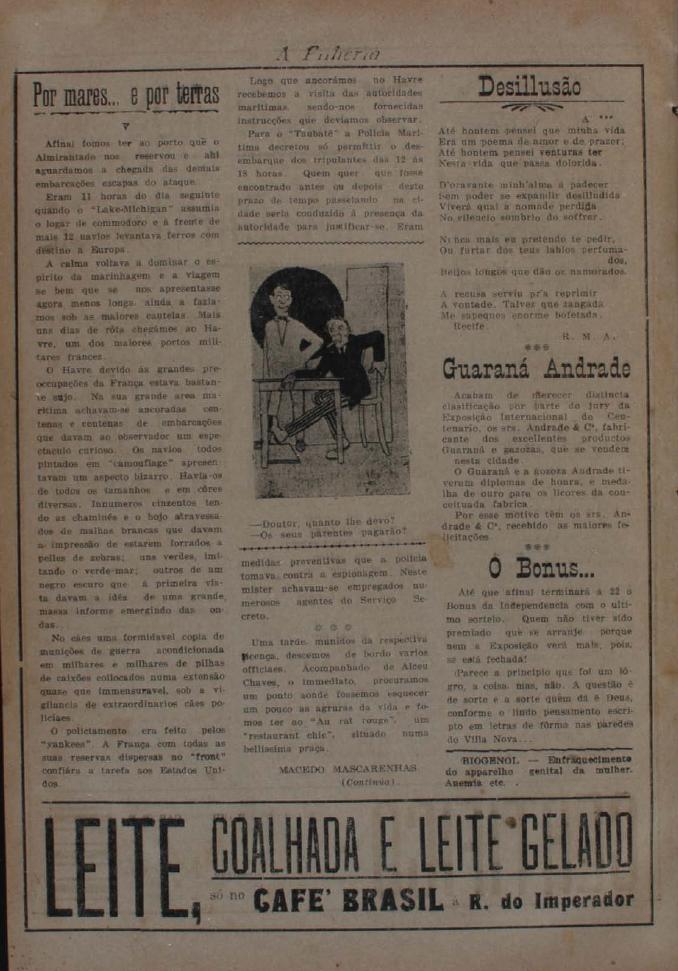 A Pilheria
Por mares... e por terras
V
Afinal fomos ter ao porto que o
Almirantado nos reservou e ahi
aguardamos a chegada das demais
embarcações escapas do ataque.
Eram 11 horas do dia seguinte
quando o "Lake-Michigan" assumia
o logar de commodoro e á frente de
mais 12 navios levantava ferros com
destino á Europa.
A calma voltava a dominar o es-
pirito da marinhagem e a viagem
se bem que se nos apresentasse
agora menos longa, ainda a fazia-
mos sob as maiores cautelas. Mais
uns dias de róta chegámos ao Ha-
vre, um dos maiores portos mili-
tares francês.
O Havre devido ás grandes pre-
occupações da França estava bastan-
te sujo. Na sua grande area ma-
ritima achavam-se ancoradas cen-
tenas e centenas de embarcações
que davam ao observador um espe-
ctaculo curioso. Os navios todos
pintados em "camouflage" apresen-
tavam um aspecto bizarro. Havia-os
de todos os tamanhos e em côres
diversas. Innumeros cinzentos ten-
do as chaminés e o bojo atravessa-
dos de malhas brancas que davam
a impressão de estarem forrados a
pelles de zebras; uns verdes, imi-
tando o verde-mar; outros de um
negro escuro que á primeira vis-
ta davam a idéa de uma grande
massa informe emergindo das on-
das...
No cáes uma formidavel copia de
munições de guerra acondicionada
em milhares e milhares de pilhas
de caixões collocados numa extensão
quase que immensuravel, sob a vi-
gilancia de extraordinarios cães po-
liciaes.
O policiamento era feito pelos
"yankees". A França com todas as
suas reservas dispersas no "front"
confiára a tarefa aos Estados Uni-
dos.
Logo que ancorámos no Havre
recebemos a visita das autoridades
maritimas, sendo-nos fornecidas
instrucções que deviamos observar.
Para o "Taubaté" a Policia Mari-
tima decretou só permittir o des-
embarque dos tripulantes das 12 ás
18 horas. Quem quer que fosse
encontrado antes ou depois deste
prazo de tempo passeiando na ci-
dade seria conduzido á presença da
autoridade para justificar-se. Eram
—Doutor, quanto lhe devo?
—Os seus parentes pagarão!
medidas preventivas que a policia
tomava contra a espionagem. Neste
mister achavam-se empregados nu-
merosos agentes do Serviço Se-
creto.
* * *
Uma tarde, munidos da respectiva
licença, descemos de bordo varios
officiaes. Acompanhado de Alceu
Chaves, o immediato, procuramos
um ponto aonde fossemos esquecer
um pouco as agruras da vida e fo-
mos ter ao "Au rat rouge", um
"restaurant chic", situado numa
bellissima praça.
MACEDO MASCARENHAS
(Continúa).
Desillusão
A ***
Até hontem pensei que minha vida
Era um poema de amor e de prazer;
Até hontem pensei venturas ter
Nesta vida que passa dolorida.
D'oravante minh'alma a padecer
Sem poder se expandir desilludida
Viverá qual a nomade perdida
No silencio sombrio do soffrer.
Nunca mais eu pretendo te pedir,
Ou furtar dos teus labios perfuma-
dos,
Beijos longos que dão os namorados.
A recusa serviu pr'a reprimir
A vontade. Talvez que zangada
Me sapeques enorme bofetada.
Recife.
R. M. A.
***
Guaraná Andrade
Acabam de merecer distincta
classificação por parte do jury da
Exposição Internacional do Cen-
tenario, os srs. Andrade & Cª, fabri-
cante dos excellentes productos
Guaraná e gazozas, que se vendem
nesta cidade.
O Guaraná e a gozoza Andrade ti-
veram diplomas de honra, e meda-
lha de ouro para os licores da con-
ceituada fabrica.
Por esse motivo têm os srs. An-
drade & Cª, recebido as maiores fe-
licitações.
***
O Bonus...
Até que afinal terminará a 22 o
Bonus da Independencia com o ulti-
mo sorteio. Quem não tiver sido
premiado que se arranje porque
nem a Exposição verá mais, pois,
se está fechada!
Parece a principio que foi um lô-
gro, a coisa, mas, não. A questão é
de sorte e a sorte quem dá é Deus,
conforme o lindo pensamento escri-
pto em letras de fôrma nas paredes
do Villa Nova...
BIOGENOL — Enfraquecimento
do apparelho genital da mulher.
Anemia etc. .
LEITE, COALHADA E LEITE GELADO
só no CAFE' BRASIL á R. do Imperador